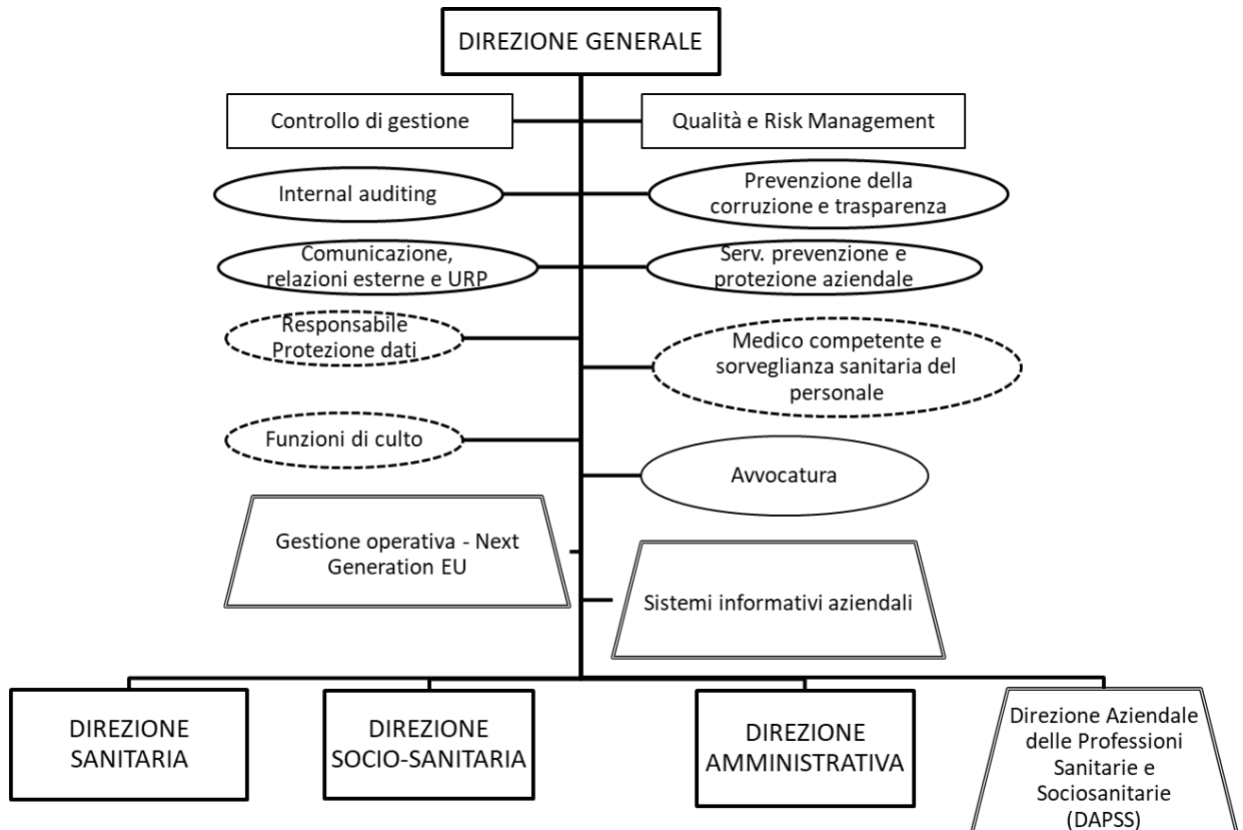 DIREZIONE GENERALE
Controllo di gestione
Qualità e Risk Management
Internal auditing
Prevenzione della
corruzione e trasparenza
Comunicazione,
relazioni esterne e URP
Serv. prevenzione e
protezione aziendale
Responsabile
Protezione dati
Medico competente e
sorveglianza sanitaria del
personale
Funzioni di culto
Avvocatura
Gestione operativa - Next
Generation EU
Sistemi informativi aziendali
DIREZIONE
SANITARIA
DIREZIONE
SOCIO-SANITARIA
DIREZIONE
AMMINISTRATIVA
Direzione Aziendale
delle Professioni
Sanitarie e
Sociosanitarie
(DAPSS)